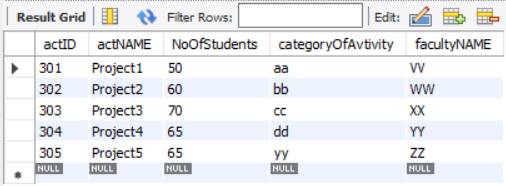 Result Grid Filter Rows: Edit:
actID actNAME NoOfStudents categoryOfAvtivity facultyNAME
301 Project1 50 aa VV
302 Project2 60 bb WW
303 Project3 70 cc XX
304 Project4 65 dd YY
305 Project5 65 yy ZZ
NULL NULL NULL NULL NULL